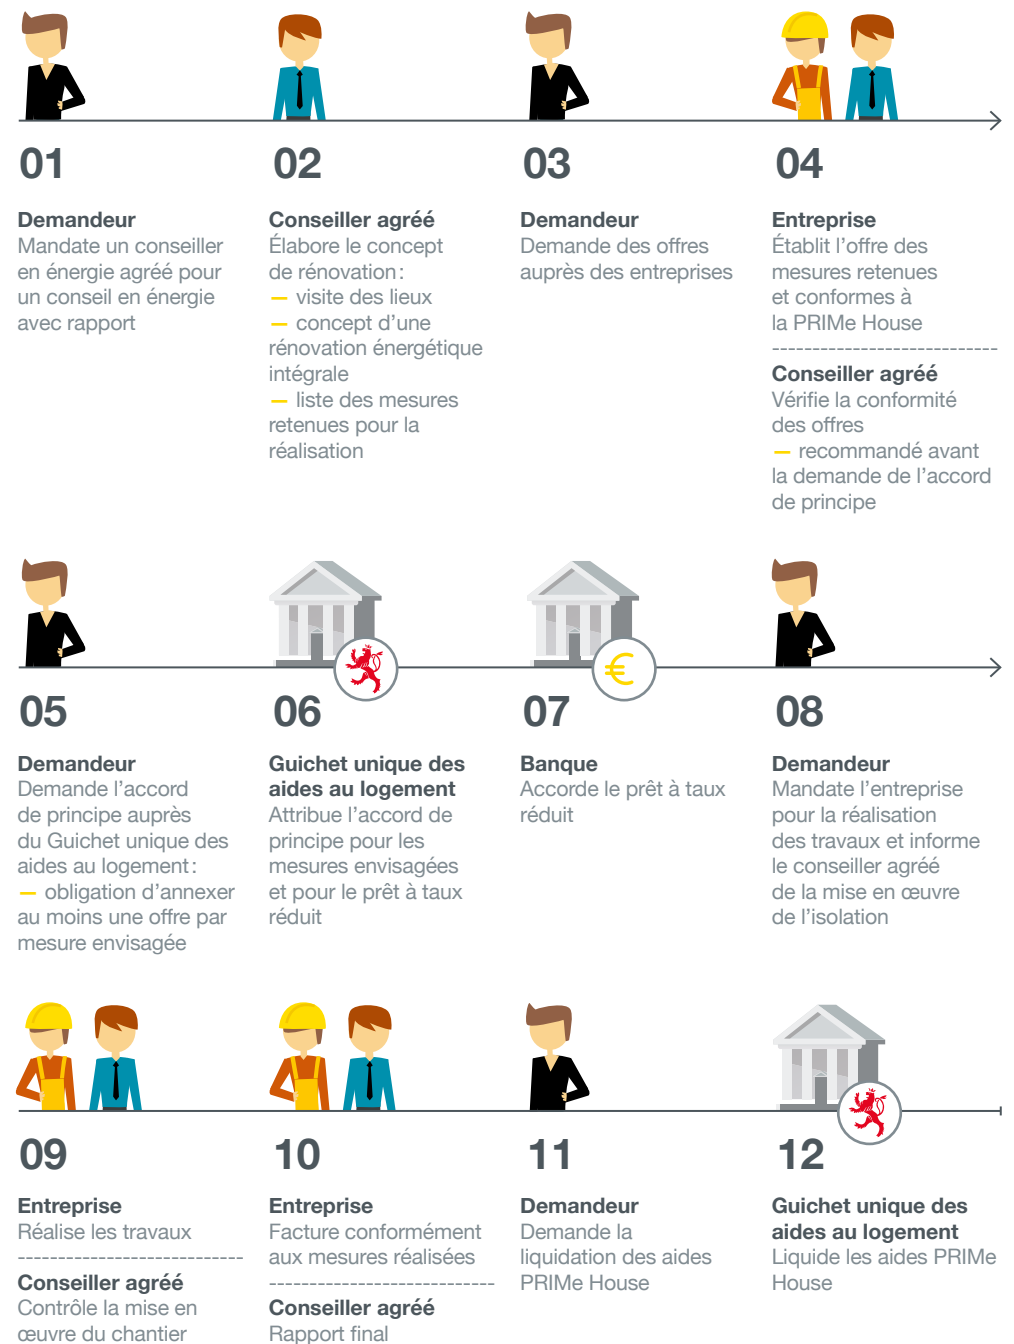 01
Demandeur
Mandate un conseiller
en énergie agréé pour
un conseil en énergie
avec rapport
02
Conseiller agréé
Élabore le concept
de rénovation :
— visite des lieux
— concept d’une
rénovation énergétique
intégrale
— liste des mesures
retenues pour la
réalisation
03
Demandeur
Demande des offres
auprès des entreprises
04
Entreprise
Établit l’offre des
mesures retenues
et conformes à
la PRIMe House
Conseiller agréé
Vérifie la conformité
des offres
— recommandé avant
la demande de l’accord
de principe
05
Demandeur
Demande l’accord
de principe auprès
du Guichet unique des
aides au logement :
— obligation d’annexer
au moins une offre par
mesure envisagée
06
Guichet unique des
aides au logement
Attribue l’accord de
principe pour les
mesures envisagées
et pour le prêt à taux
réduit
€
07
Banque
Accorde le prêt à taux
réduit
08
Demandeur
Mandate l’entreprise
pour la réalisation
des travaux et informe
le conseiller agréé
de la mise en œuvre
de l’isolation
09
Entreprise
Réalise les travaux
Conseiller agréé
Contrôle la mise en
œuvre du chantier
10
Entreprise
Facture conformément
aux mesures réalisées
Conseiller agréé
Rapport final
11
Demandeur
Demande la
liquidation des aides
PRIMe House
12
Guichet unique des
aides au logement
Liquide les aides PRIMe
House